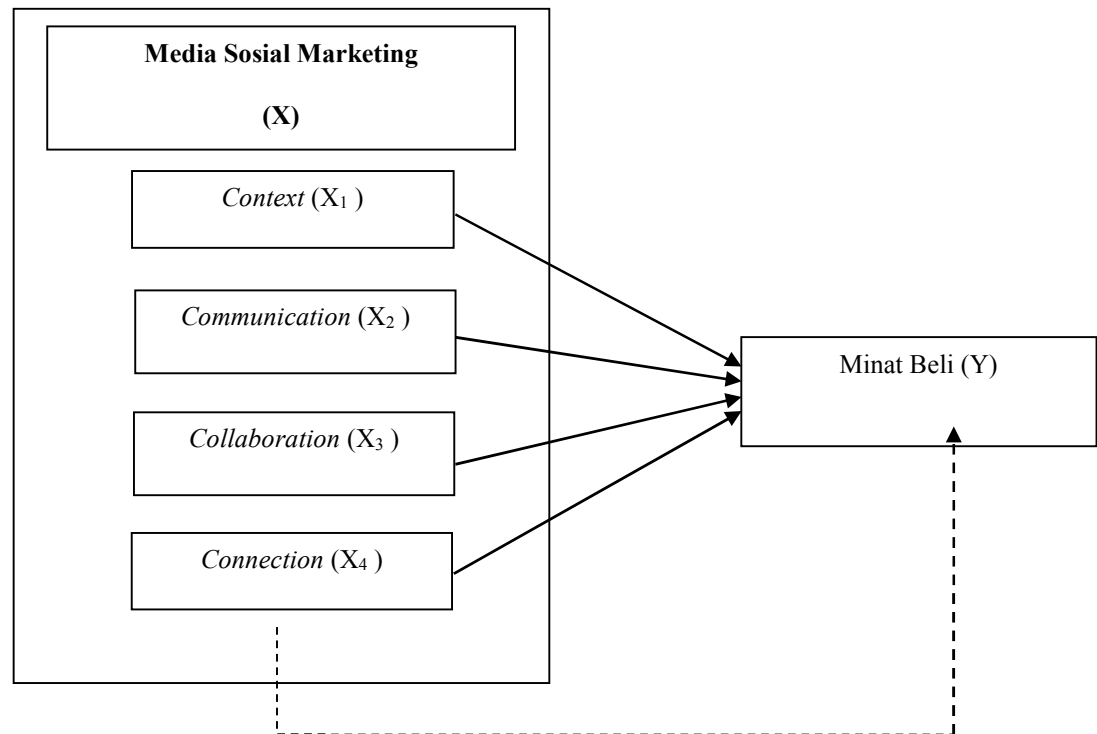 Media Sosial Marketing
(X)
Context (X₁ )
Communication (X₂ )
Collaboration (X₃ )
Connection (X₄ )
Minat Beli (Y)